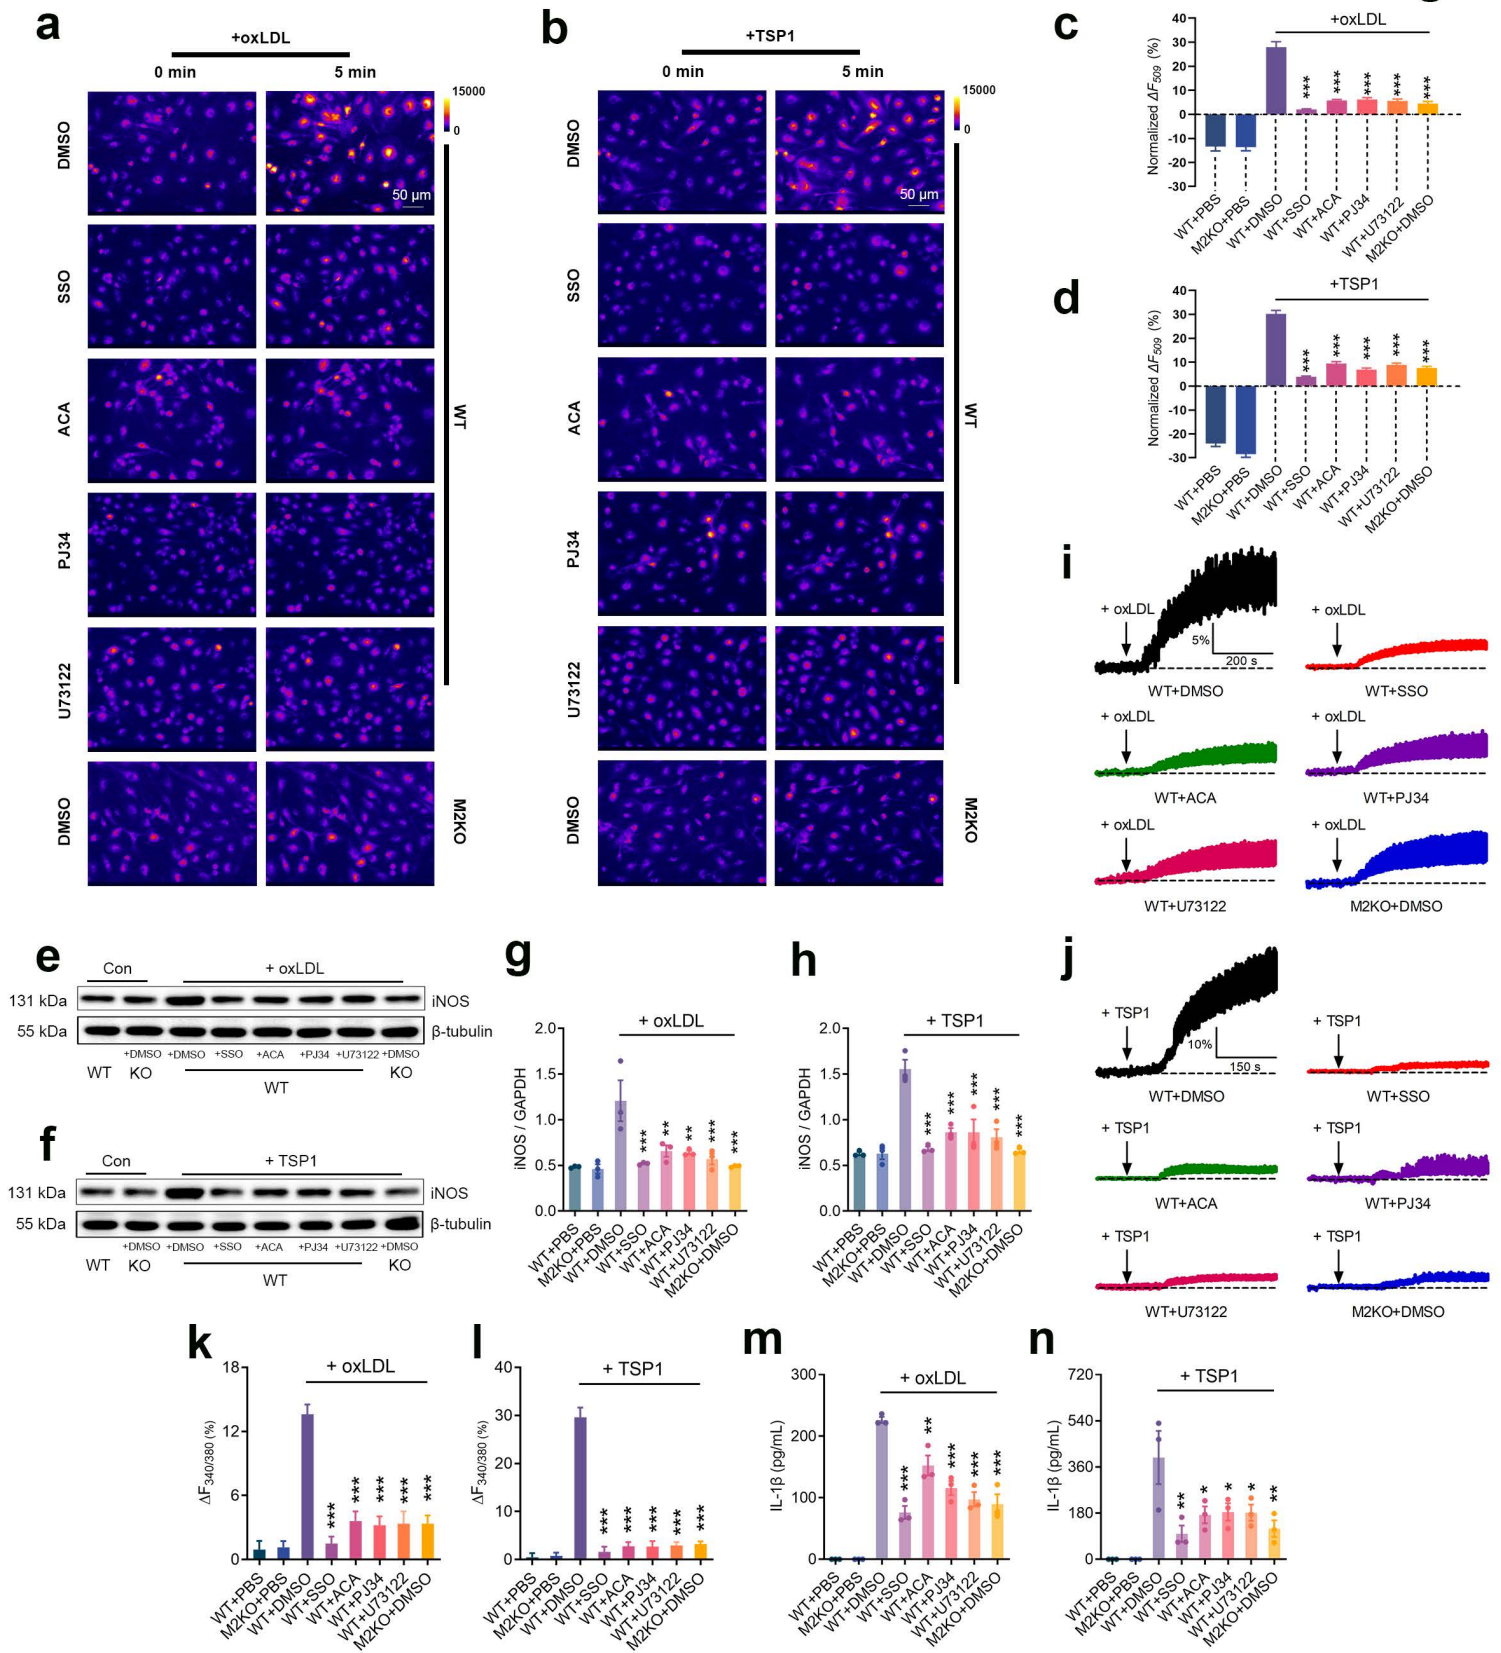 a
+oxLDL
0 min
5 min
15000
0
DMSO
50 µm
SSO
ACA
PJ34
U73122
DMSO
WT
M2KO
b
+TSP1
0 min
5 min
15000
0
DMSO
50 µm
SSO
ACA
PJ34
U73122
DMSO
WT
M2KO
c
+oxLDL
Normalized ΔF509 (%)
40
30
20
10
0
-10
-20
-30
*** *** *** *** ***
WT+PBS
M2KO+PBS
WT+DMSO
WT+SSO
WT+ACA
WT+PJ34
WT+U73122
M2KO+DMSO
d
+TSP1
Normalized ΔF509 (%)
40
30
20
10
0
-10
-20
-30
*** *** *** *** ***
WT+PBS
M2KO+PBS
WT+DMSO
WT+SSO
WT+ACA
WT+PJ34
WT+U73122
M2KO+DMSO
i
+ oxLDL
5%
200 s
WT+DMSO
+ oxLDL
WT+SSO
+ oxLDL
WT+ACA
+ oxLDL
WT+PJ34
+ oxLDL
WT+U73122
+ oxLDL
M2KO+DMSO
e
Con
+ oxLDL
131 kDa
iNOS
55 kDa
β-tubulin
+DMSO +DMSO +SSO +ACA +PJ34 +U73122 +DMSO
WT KO WT KO
f
Con
+ TSP1
131 kDa
iNOS
55 kDa
β-tubulin
+DMSO +DMSO +SSO +ACA +PJ34 +U73122 +DMSO
WT KO WT KO
g
+ oxLDL
iNOS / GAPDH
2.0
1.5
1.0
0.5
0.0
*** ** ** *** ***
WT+PBS
M2KO+PBS
WT+DMSO
WT+SSO
WT+ACA
WT+PJ34
WT+U73122
M2KO+DMSO
h
+ TSP1
iNOS / GAPDH
2.0
1.5
1.0
0.5
0.0
*** *** *** *** ***
WT+PBS
M2KO+PBS
WT+DMSO
WT+SSO
WT+ACA
WT+PJ34
WT+U73122
M2KO+DMSO
j
+ TSP1
10%
150 s
WT+DMSO
+ TSP1
WT+SSO
+ TSP1
WT+ACA
+ TSP1
WT+PJ34
+ TSP1
WT+U73122
+ TSP1
M2KO+DMSO
k
+ oxLDL
ΔF340/380 (%)
18
12
6
0
*** *** *** *** ***
WT+PBS
M2KO+PBS
WT+DMSO
WT+SSO
WT+ACA
WT+PJ34
WT+U73122
M2KO+DMSO
l
+ TSP1
ΔF340/380 (%)
40
30
20
10
0
*** *** *** *** ***
WT+PBS
M2KO+PBS
WT+DMSO
WT+SSO
WT+ACA
WT+PJ34
WT+U73122
M2KO+DMSO
m
+ oxLDL
IL-1β (pg/mL)
300
200
100
0
*** ** *** *** ***
WT+PBS
M2KO+PBS
WT+DMSO
WT+SSO
WT+ACA
WT+PJ34
WT+U73122
M2KO+DMSO
n
+ TSP1
IL-1β (pg/mL)
720
540
360
180
0
** * * * **
WT+PBS
M2KO+PBS
WT+DMSO
WT+SSO
WT+ACA
WT+PJ34
WT+U73122
M2KO+DMSO